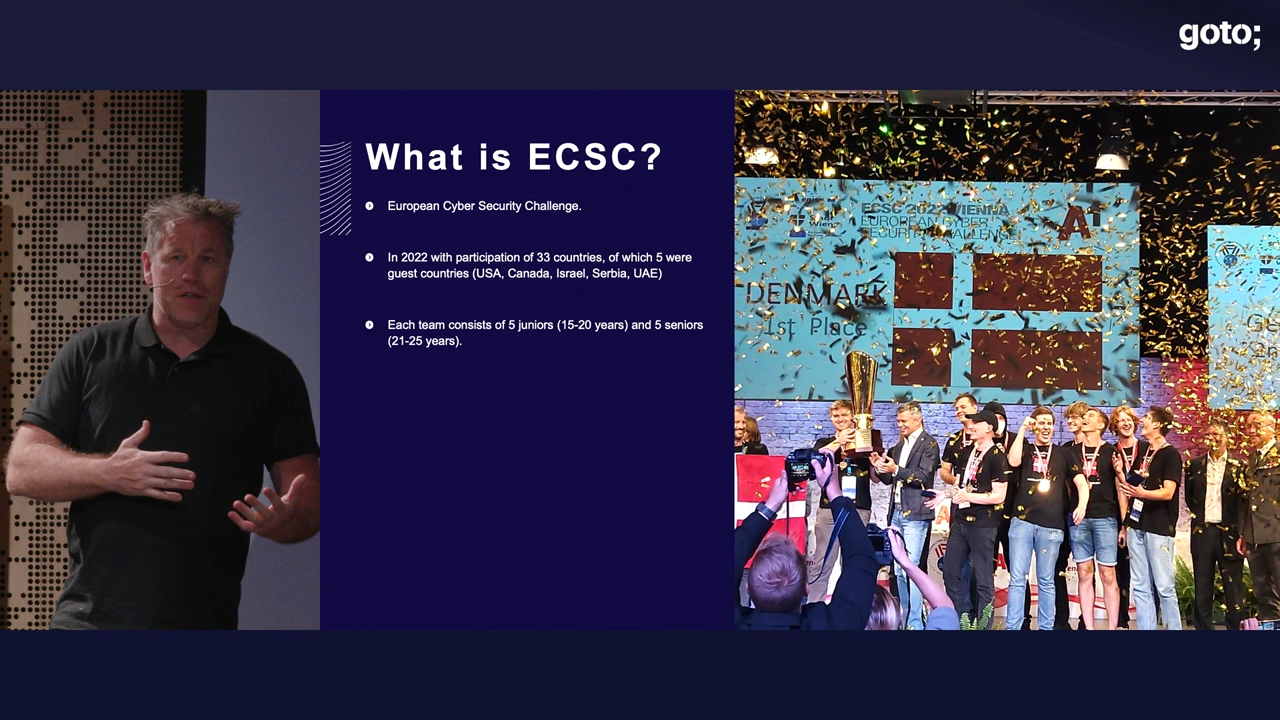 goto;
What is ECSC?
European Cyber Security Challenge.
In 2022 with participation of 33 countries, of which 5 were
guest countries (USA, Canada, Israel, Serbia, UAE)
Each team consists of 5 juniors (15-20 years) and 5 seniors
(21-25 years).
ECSC 2022 VIENNA
EUROPEAN CYBER
SECURITY CHALLENGE
DENMARK
1st Place